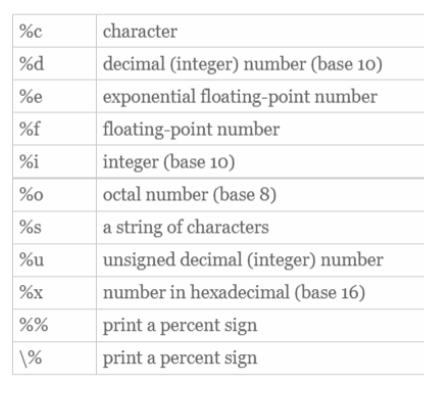 %c character
%d decimal (integer) number (base 10)
%e exponential floating-point number
%f floating-point number
%i integer (base 10)
%o octal number (base 8)
%s a string of characters
%u unsigned decimal (integer) number
%x number in hexadecimal (base 16)
%% print a percent sign
\% print a percent sign